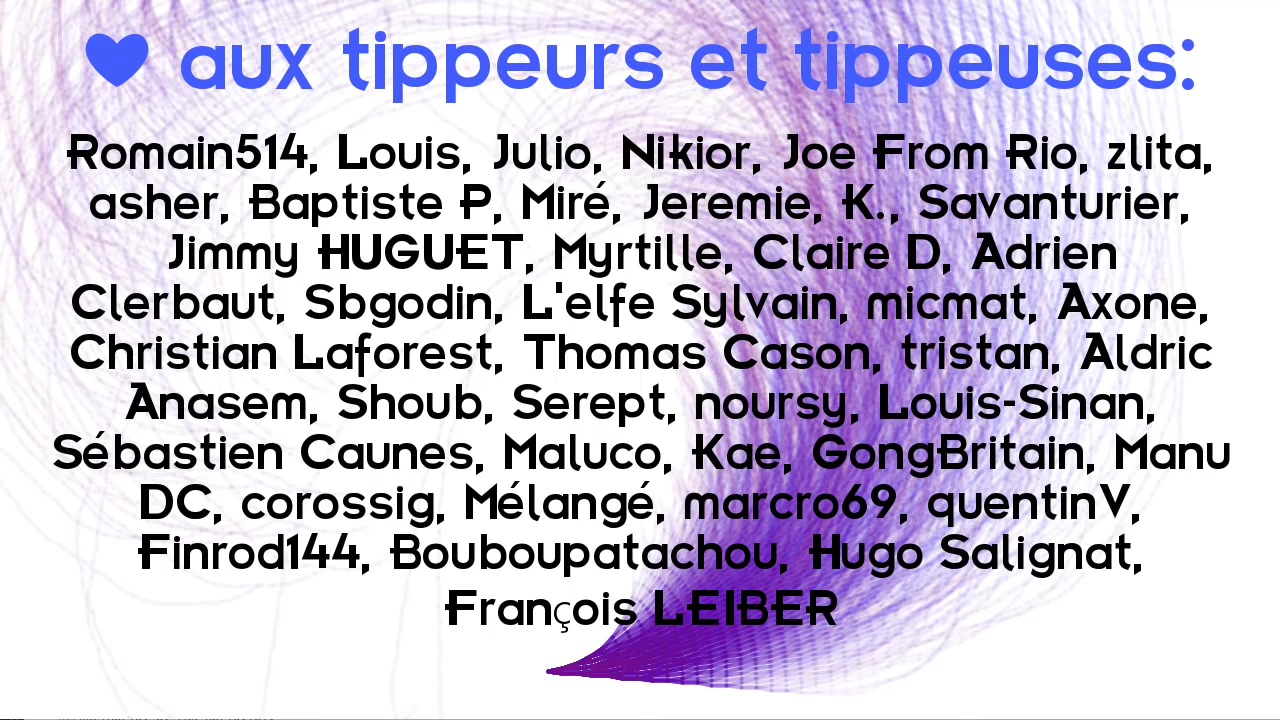 ♥ aux tippeurs et tippeuses:
Romain514, Louis, Julio, Nikior, Joe From Rio, zlita,
asher, Baptiste P, Miré, Jeremie, K., Savanturier,
Jimmy HUGUET, Myrtille, Claire D, Adrien
Clerbaut, Sbgodin, L'elfe Sylvain, micmat, Axone,
Christian Laforest, Thomas Cason, tristan, Aldric
Anasem, Shoub, Serept, noursy, Louis-Sinan,
Sébastien Caunes, Maluco, Kae, GongBritain, Manu
DC, corossig, Mélangé, marcro69, quentinV,
Finrod144, Bouboupatachou, Hugo Salignat,
François LEIBER